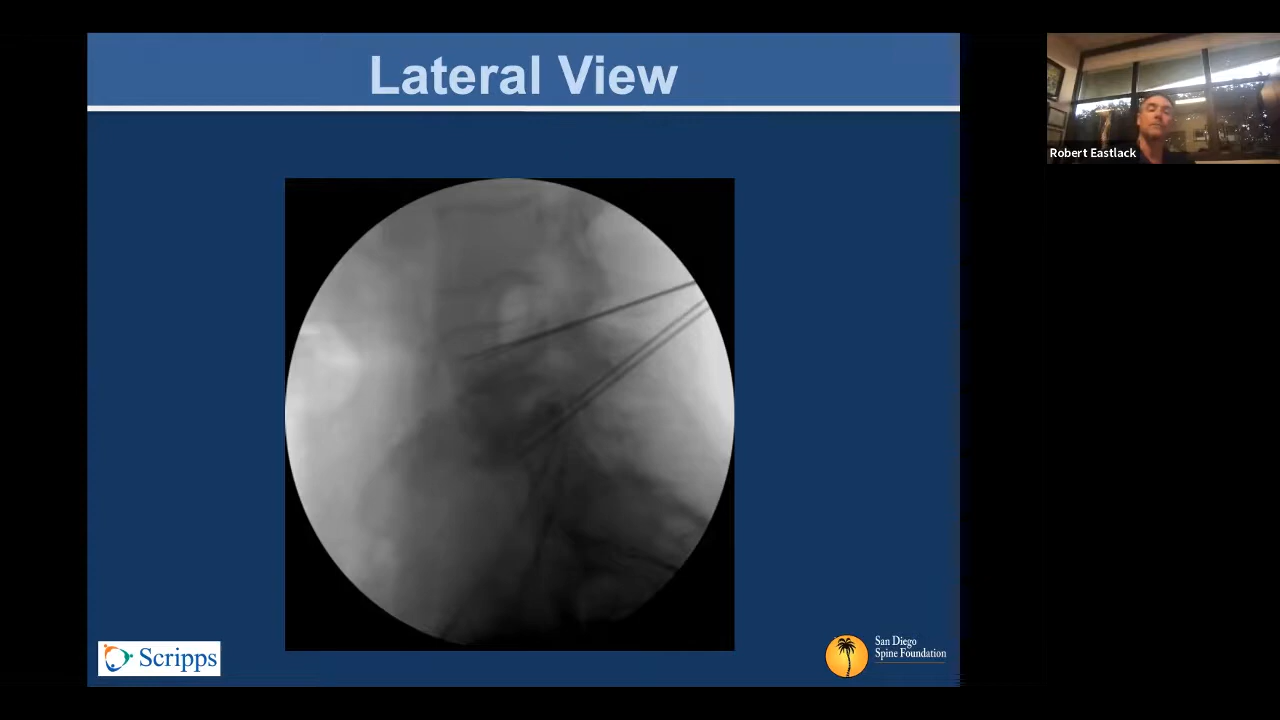 Lateral View
Robert Eastlack
Scripps
San Diego
Spine Foundation